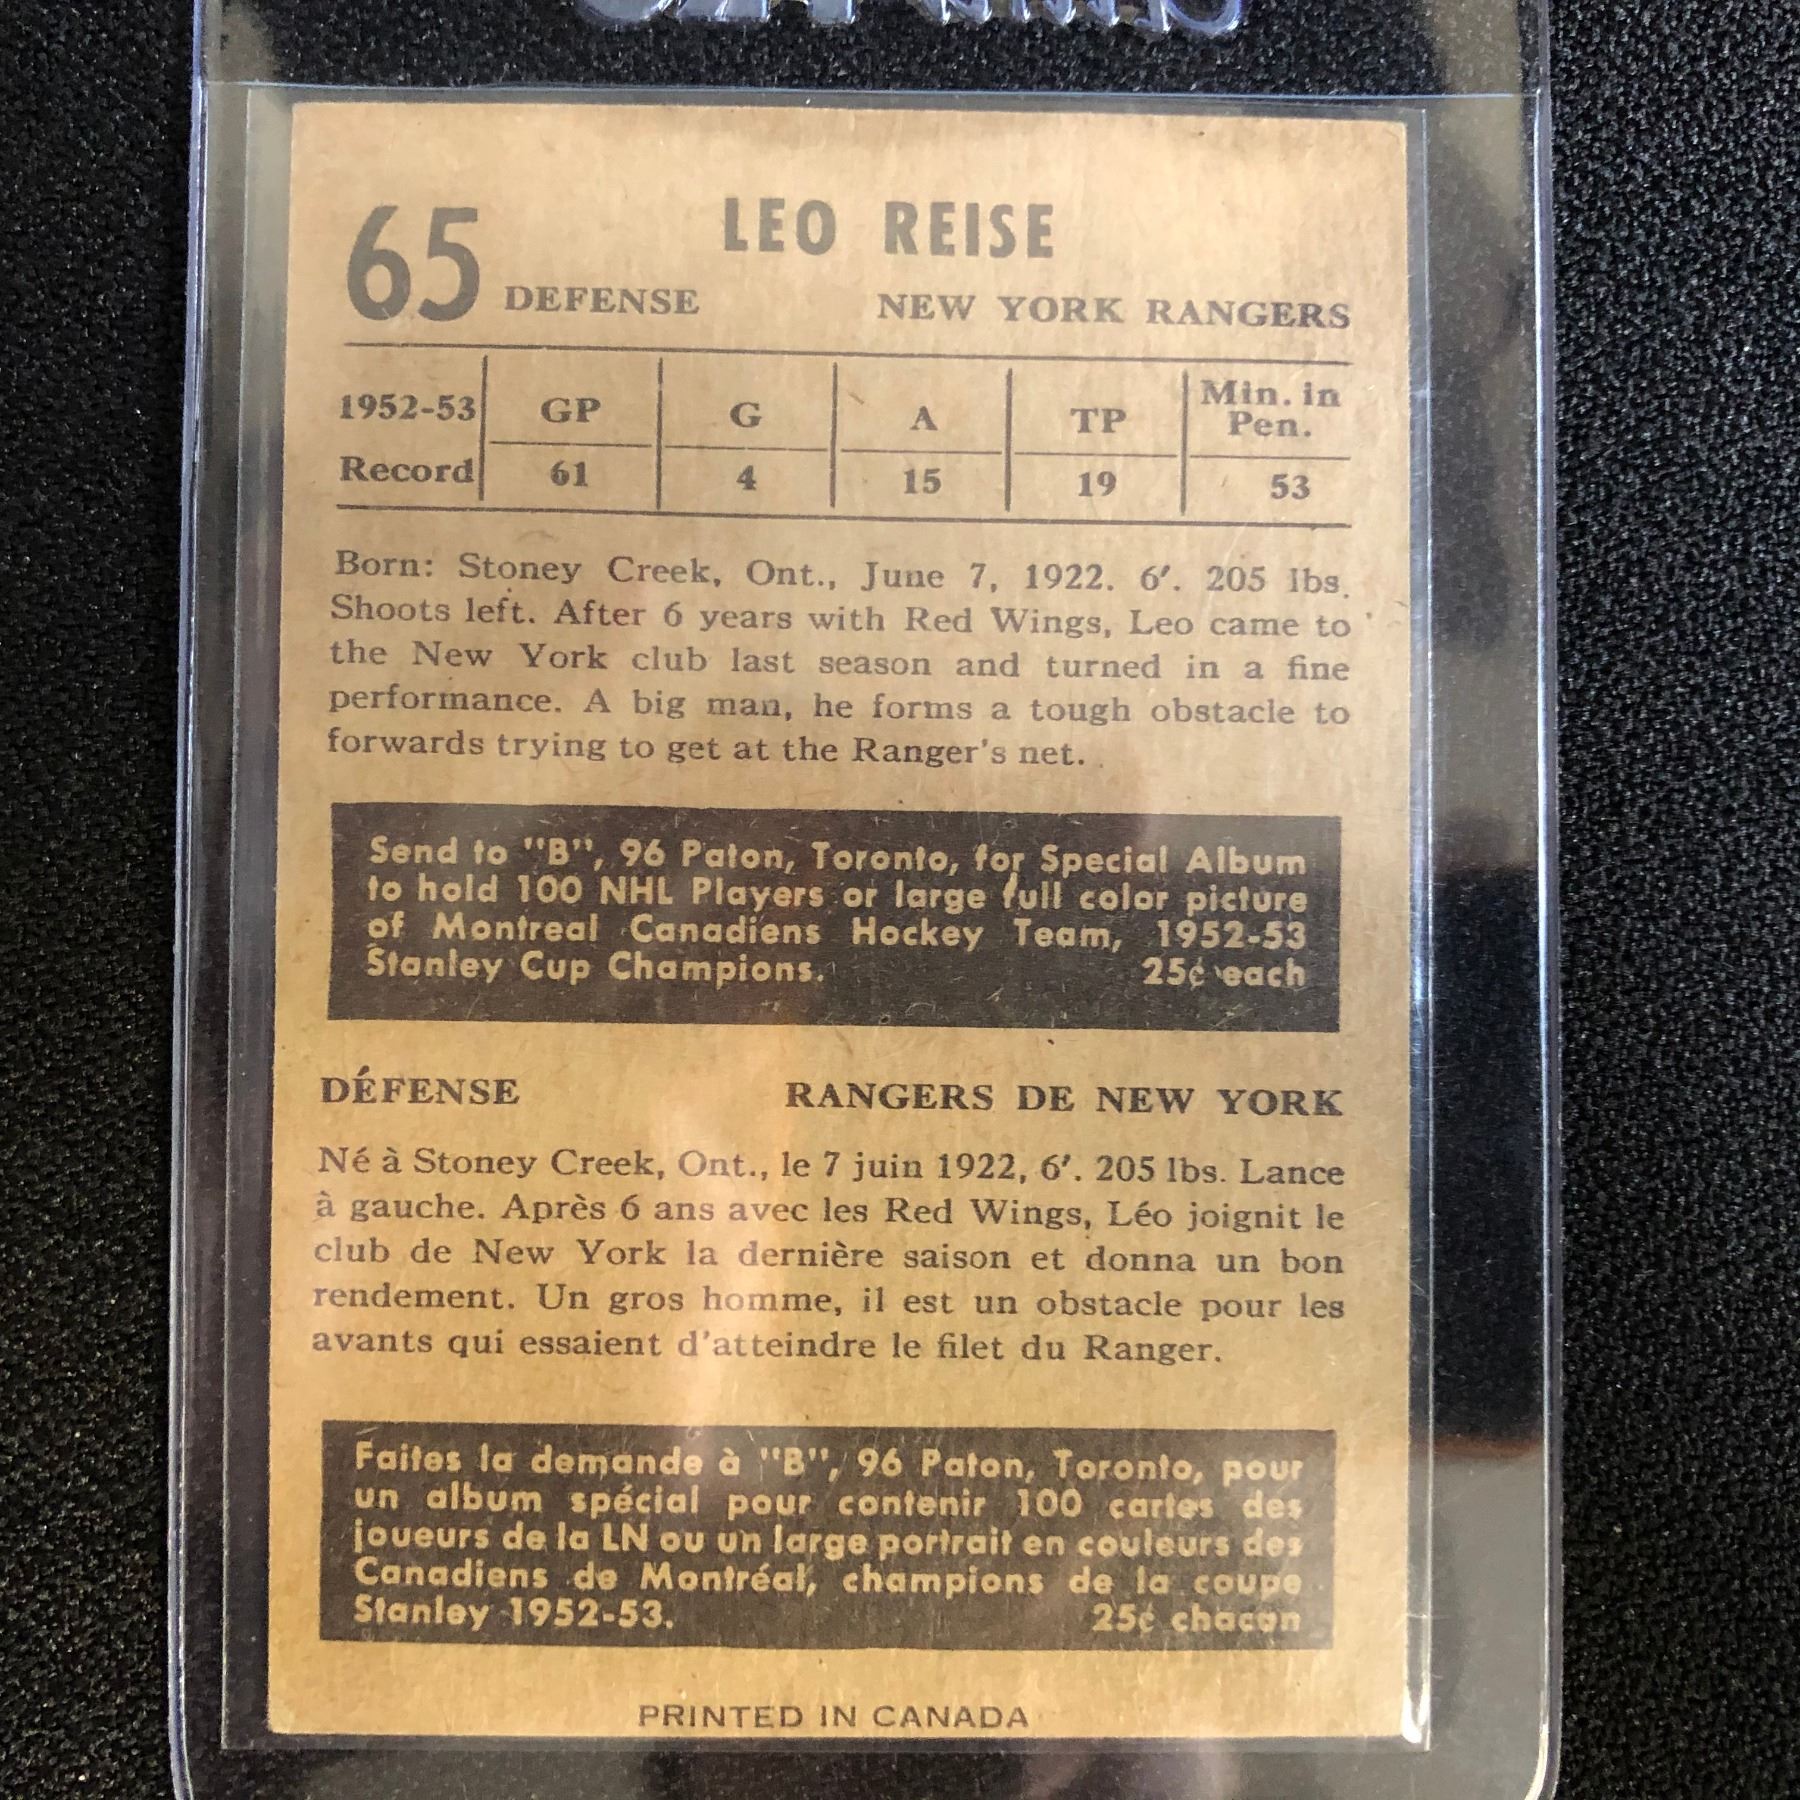 65
LEO REISE
DEFENSE NEW YORK RANGERS
1952-53 GP G A TP Min. in Pen.
Record 61 4 15 19 53
Born: Stoney Creek, Ont., June 7, 1922. 6'. 205 lbs.
Shoots left. After 6 years with Red Wings, Leo came to
the New York club last season and turned in a fine
performance. A big man, he forms a tough obstacle to
forwards trying to get at the Ranger's net.
Send to "B", 96 Paton, Toronto, for Special Album
to hold 100 NHL Players or large full color picture
of Montreal Canadiens Hockey Team, 1952-53
Stanley Cup Champions. 25¢ each
DÉFENSE RANGERS DE NEW YORK
Né à Stoney Creek, Ont., le 7 juin 1922, 6'. 205 lbs. Lance
à gauche. Après 6 ans avec les Red Wings, Léo joignit le
club de New York la dernière saison et donna un bon
rendement. Un gros homme, il est un obstacle pour les
avants qui essaient d'atteindre le filet du Ranger.
Faites la demande à "B", 96 Paton, Toronto, pour
un album spécial pour contenir 100 cartes des
joueurs de la LN ou un large portrait en couleurs des
Canadiens de Montréal, champions de la coupe
Stanley 1952-53. 25¢ chacun
PRINTED IN CANADA